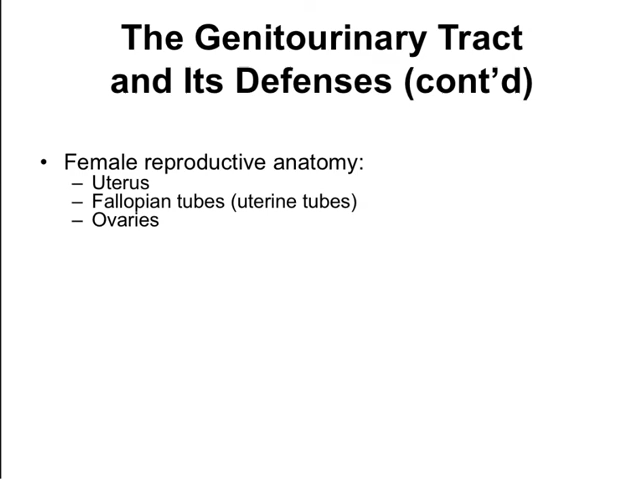 The Genitourinary Tract
and Its Defenses (cont’d)
• Female reproductive anatomy:
– Uterus
– Fallopian tubes (uterine tubes)
– Ovaries